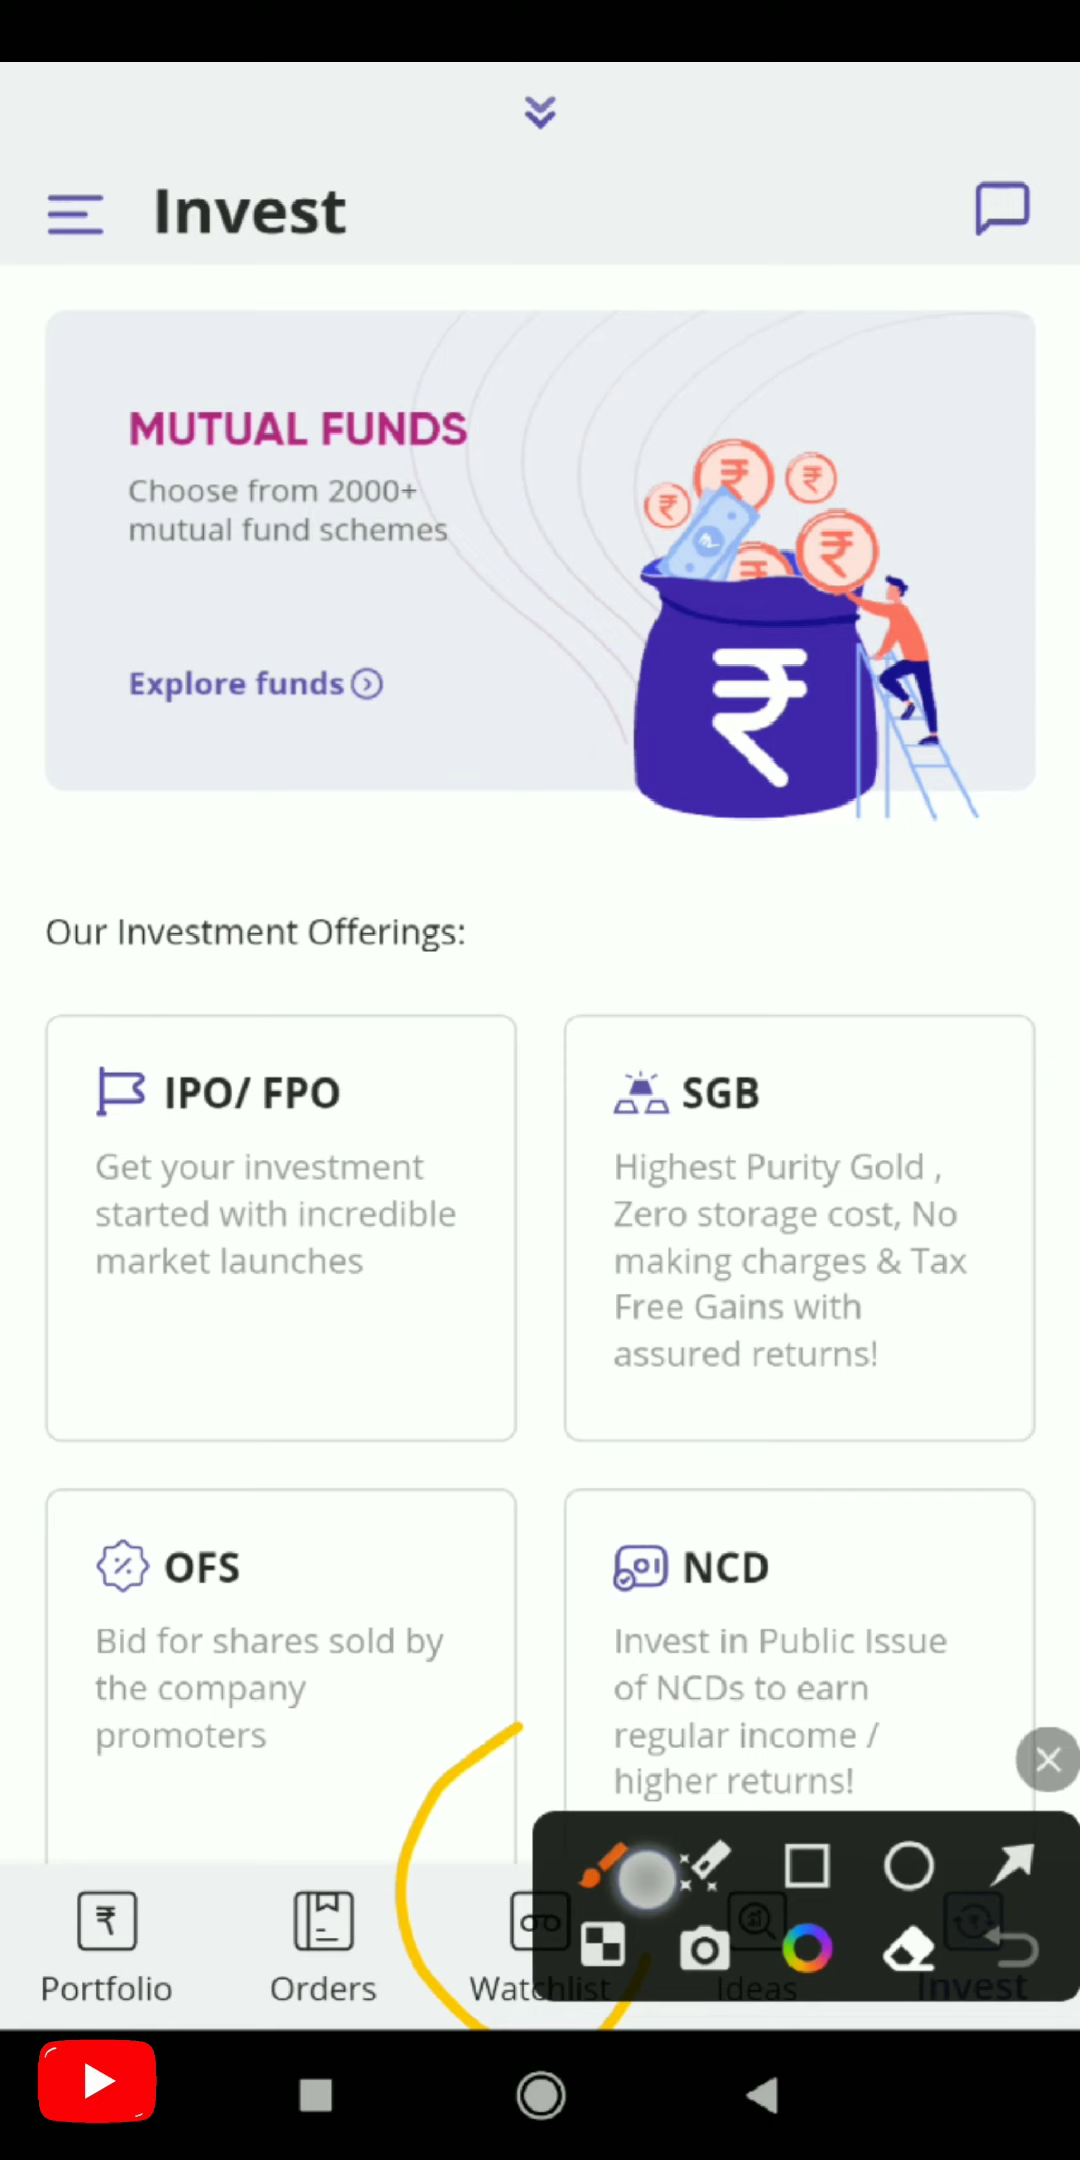 Invest
MUTUAL FUNDS
Choose from 2000+
mutual fund schemes
Explore funds
Our Investment Offerings:
IPO/ FPO
Get your investment
started with incredible
market launches
SGB
Highest Purity Gold ,
Zero storage cost, No
making charges & Tax
Free Gains with
assured returns!
OFS
Bid for shares sold by
the company
promoters
NCD
Invest in Public Issue
of NCDs to earn
regular income /
higher returns!
Portfolio
Orders
Watchlist
Ideas
Invest